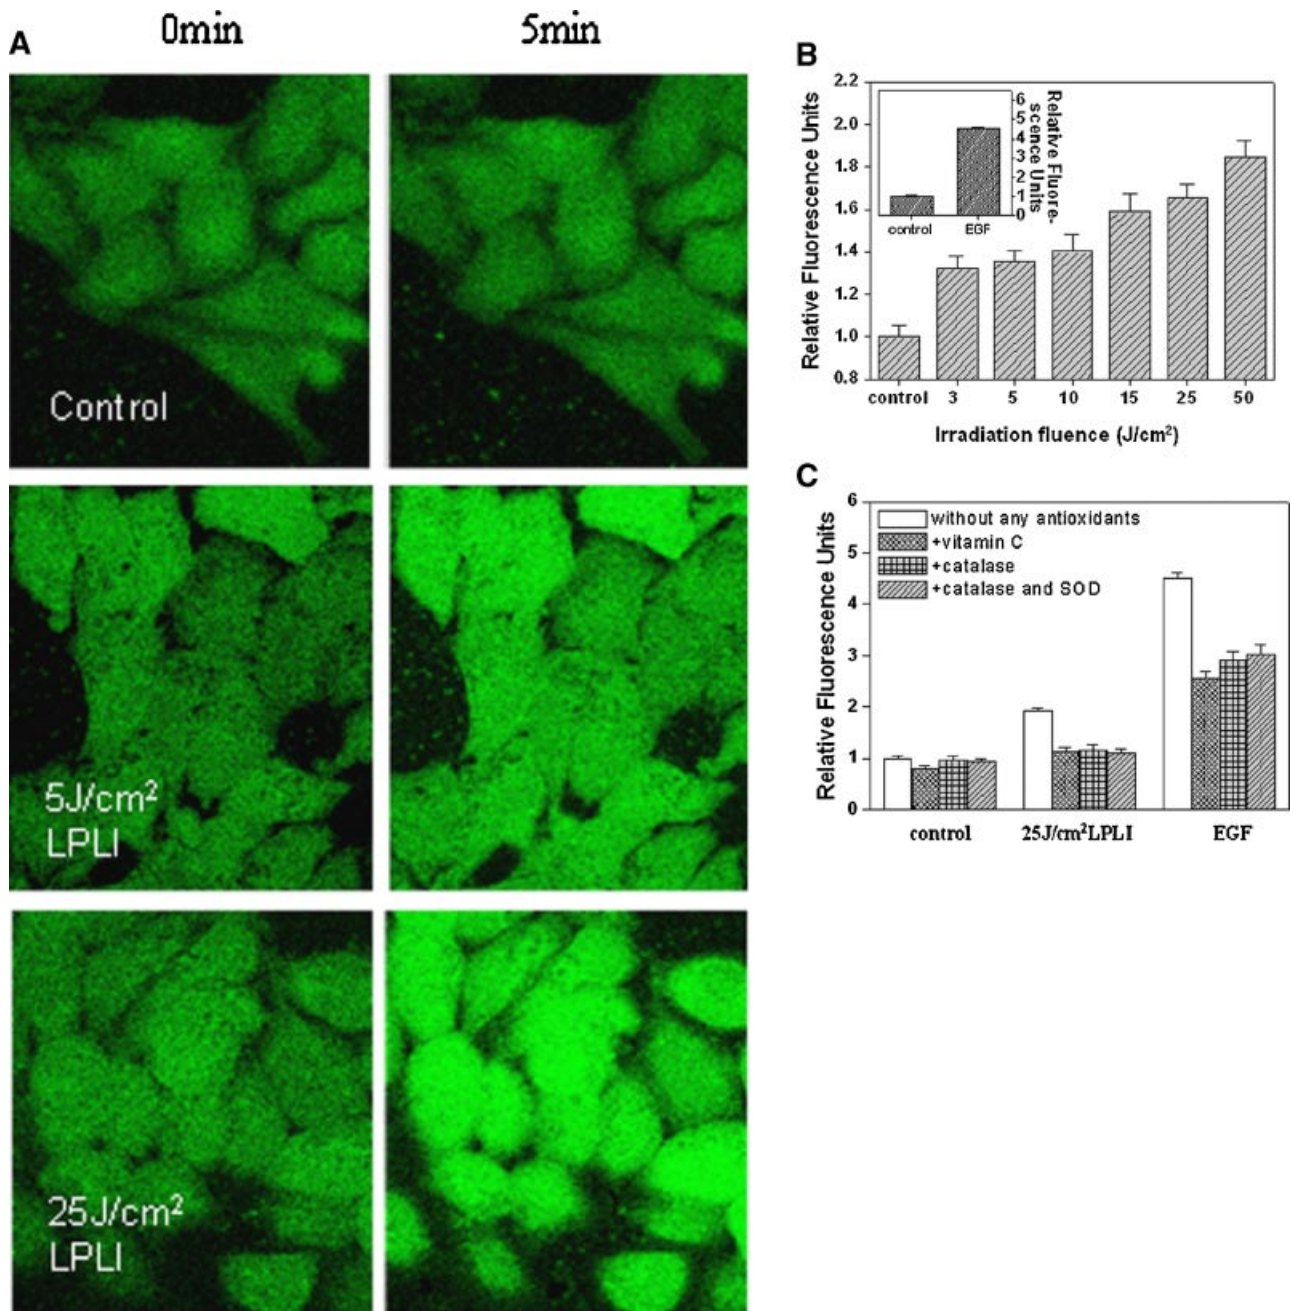 A
0min 5min
Control
5J/cm²
LPLI
25J/cm²
LPLI
B
Relative Fluorescence Units
2.2
2.0
1.8
1.6
1.4
1.2
1.0
0.8
6
5
4
3
2
1
0
Relative Fluore-
scence Units
control EGF
control 3 5 10 15 25 50
Irradiation fluence (J/cm²)
C
Relative Fluorescence Units
6
5
4
3
2
1
0
without any antioxidants
+vitamin C
+catalase
+catalase and SOD
control 25J/cm²LPLI EGF